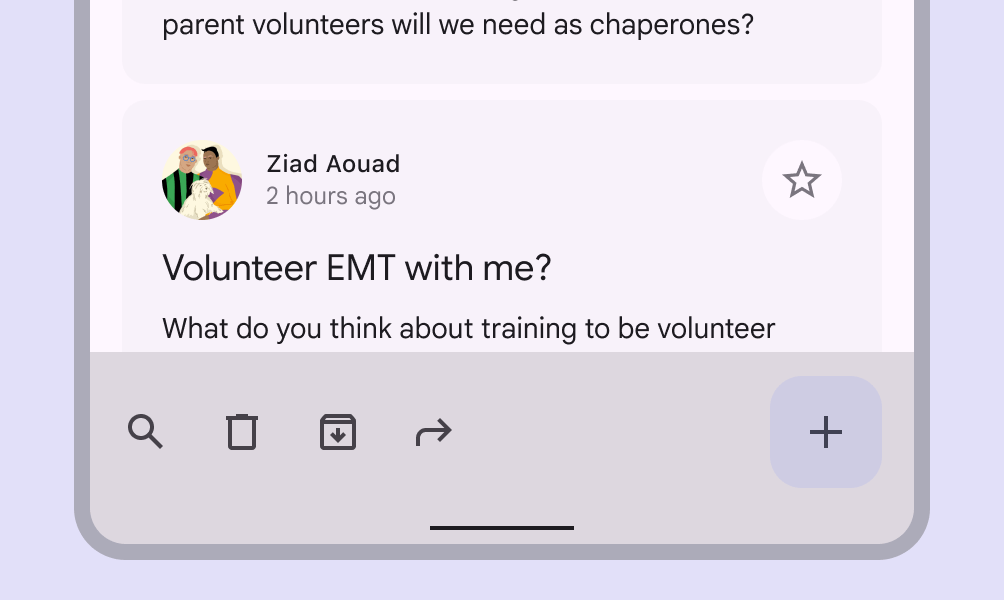 parent volunteers will we need as chaperones?
Ziad Aouad
2 hours ago
Volunteer EMT with me?
What do you think about training to be volunteer